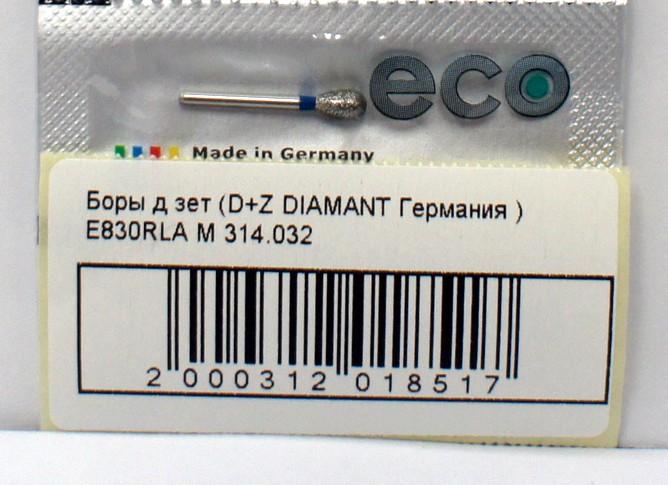 eco
Made in Germany
Боры д зет (D+Z DIAMANT Германия )
E830RLA M 314.032
2 000312 018517